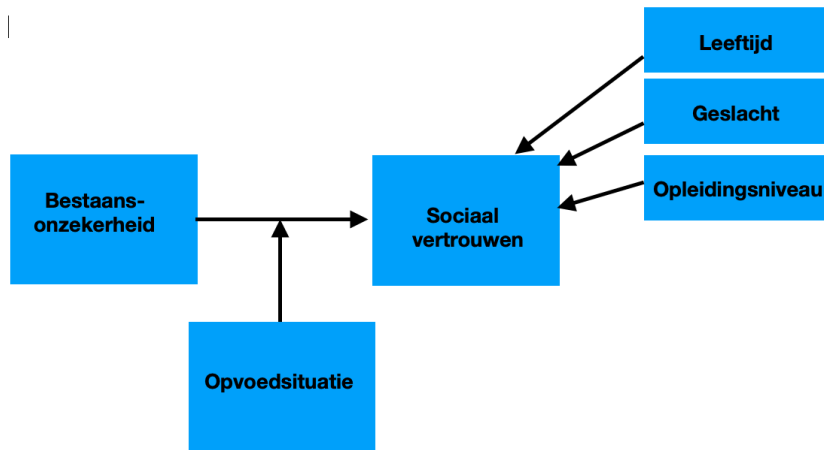 Leeftijd
Geslacht
Opleidingsniveau
Bestaans-
onzekerheid
Sociaal
vertrouwen
Opvoedsituatie